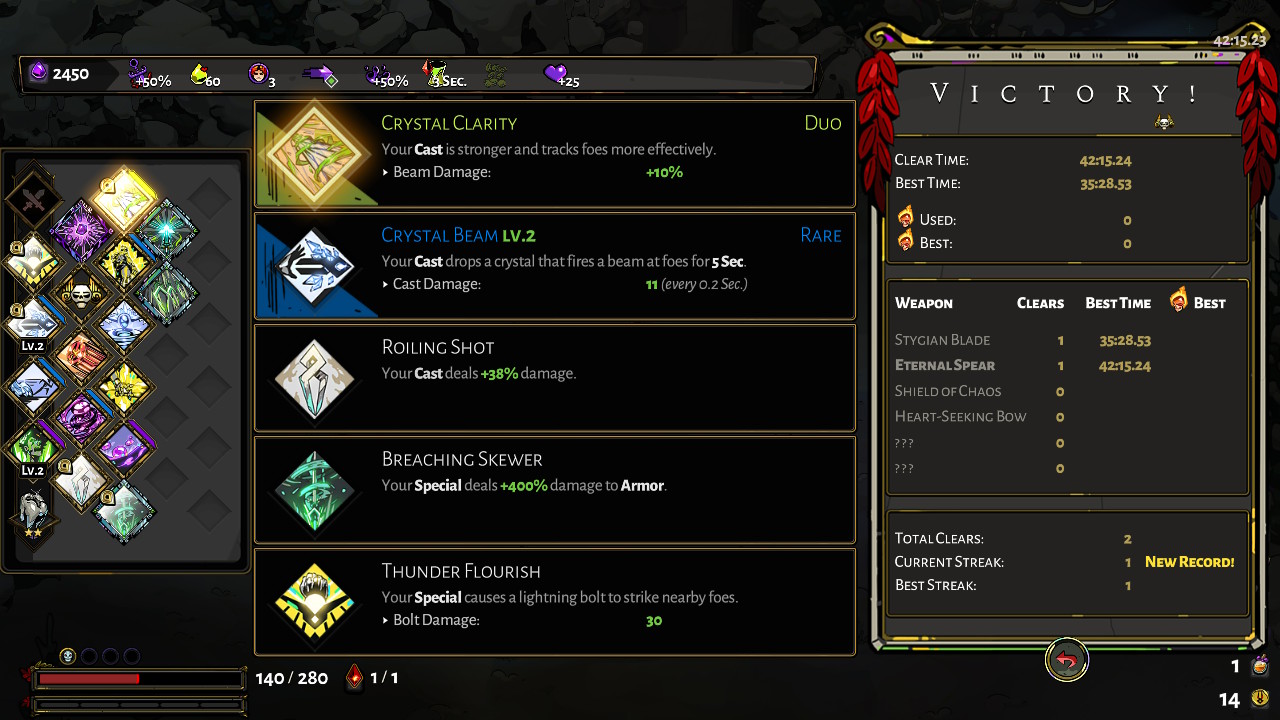 42:15.23
2450
+50%
60
3
+50%
3 Sec.
+25
Victory!
Crystal Clarity
Duo
Your Cast is stronger and tracks foes more effectively.
‣ Beam Damage: +10%
Crystal Beam Lv.2
Rare
Your Cast drops a crystal that fires a beam at foes for 5 Sec.
‣ Cast Damage: 11 (every 0.2 Sec.)
Roiling Shot
Your Cast deals +38% damage.
Breaching Skewer
Your Special deals +400% damage to Armor.
Thunder Flourish
Your Special causes a lightning bolt to strike nearby foes.
‣ Bolt Damage: 30
Lv.2
Lv.2
140 / 280
1 / 1
Clear Time: 42:15.24
Best Time: 35:28.53
Used: 0
Best: 0
Weapon Clears Best Time Best
Stygian Blade 1 35:28.53
Eternal Spear 1 42:15.24
Shield of Chaos 0
Heart-Seeking Bow 0
??? 0
??? 0
Total Clears: 2
Current Streak: 1 New Record!
Best Streak: 1
1
14